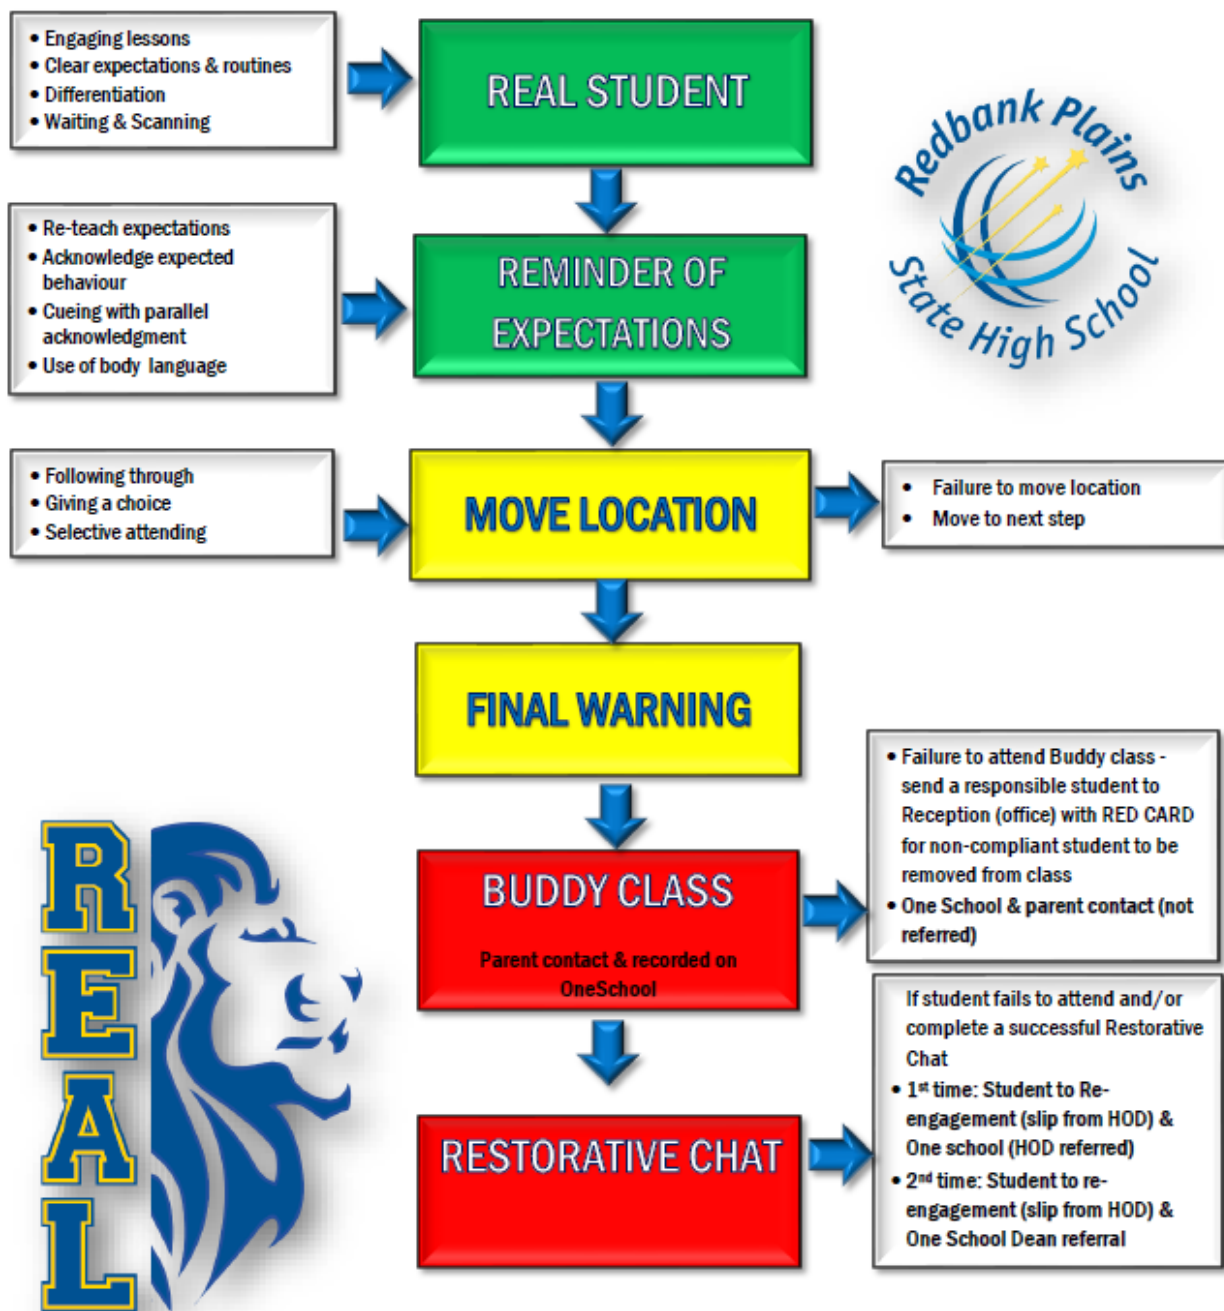 • Engaging lessons
• Clear expectations & routines
• Differentiation
• Waiting & Scanning
REAL STUDENT
Redbank Plains
State High School
• Re-teach expectations
• Acknowledge expected
behaviour
• Cueing with parallel
acknowledgment
• Use of body language
REMINDER OF
EXPECTATIONS
• Following through
• Giving a choice
• Selective attending
MOVE LOCATION
• Failure to move location
• Move to next step
FINAL WARNING
• Failure to attend Buddy class -
send a responsible student to
Reception (office) with RED CARD
for non-compliant student to be
removed from class
• One School & parent contact (not
referred)
BUDDY CLASS
Parent contact & recorded on
OneSchool
If student fails to attend and/or
complete a successful Restorative
Chat
• 1st time: Student to Re-
engagement (slip from HOD) &
One school (HOD referred)
• 2nd time: Student to re-
engagement (slip from HOD) &
One School Dean referral
RESTORATIVE CHAT
R
E
A
L